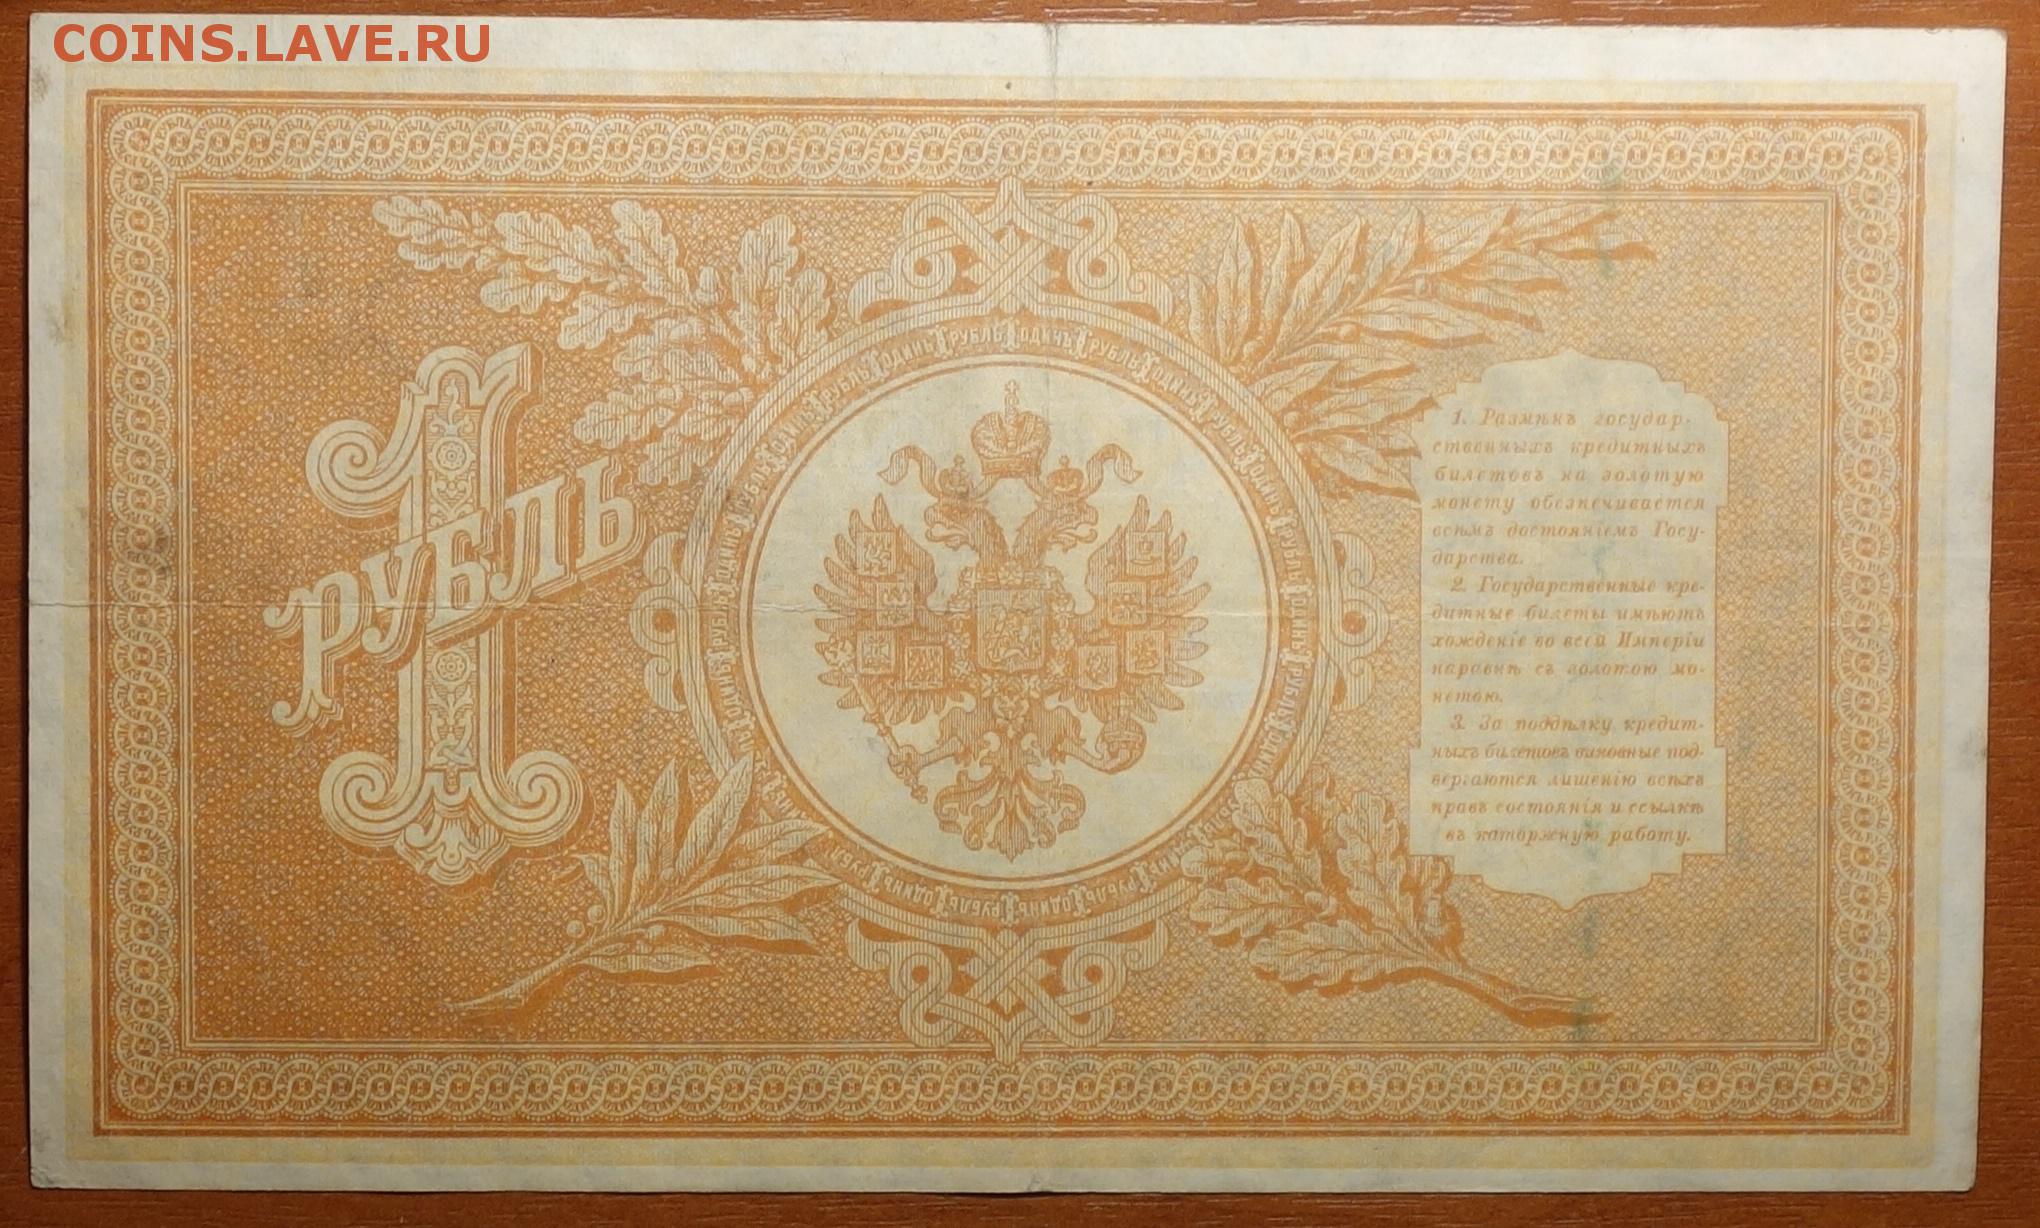 COINS.LAVE.RU
1
РУБЛЬ
1. Размѣнъ государ-
ственныхъ кредитныхъ
билетовъ на золотую
монету обезпечивается
всѣмъ достояніемъ Госу-
дарства.
2. Государственные кре-
дитные билеты имѣютъ
хожденіе во всей Имперіи
наравнѣ съ золотою мо-
нетою.
3. За поддѣлку кредит-
ныхъ билетовъ виновные под-
вергаются лишенію всѣхъ
правъ состоянія и ссылкѣ
въ каторжную работу.